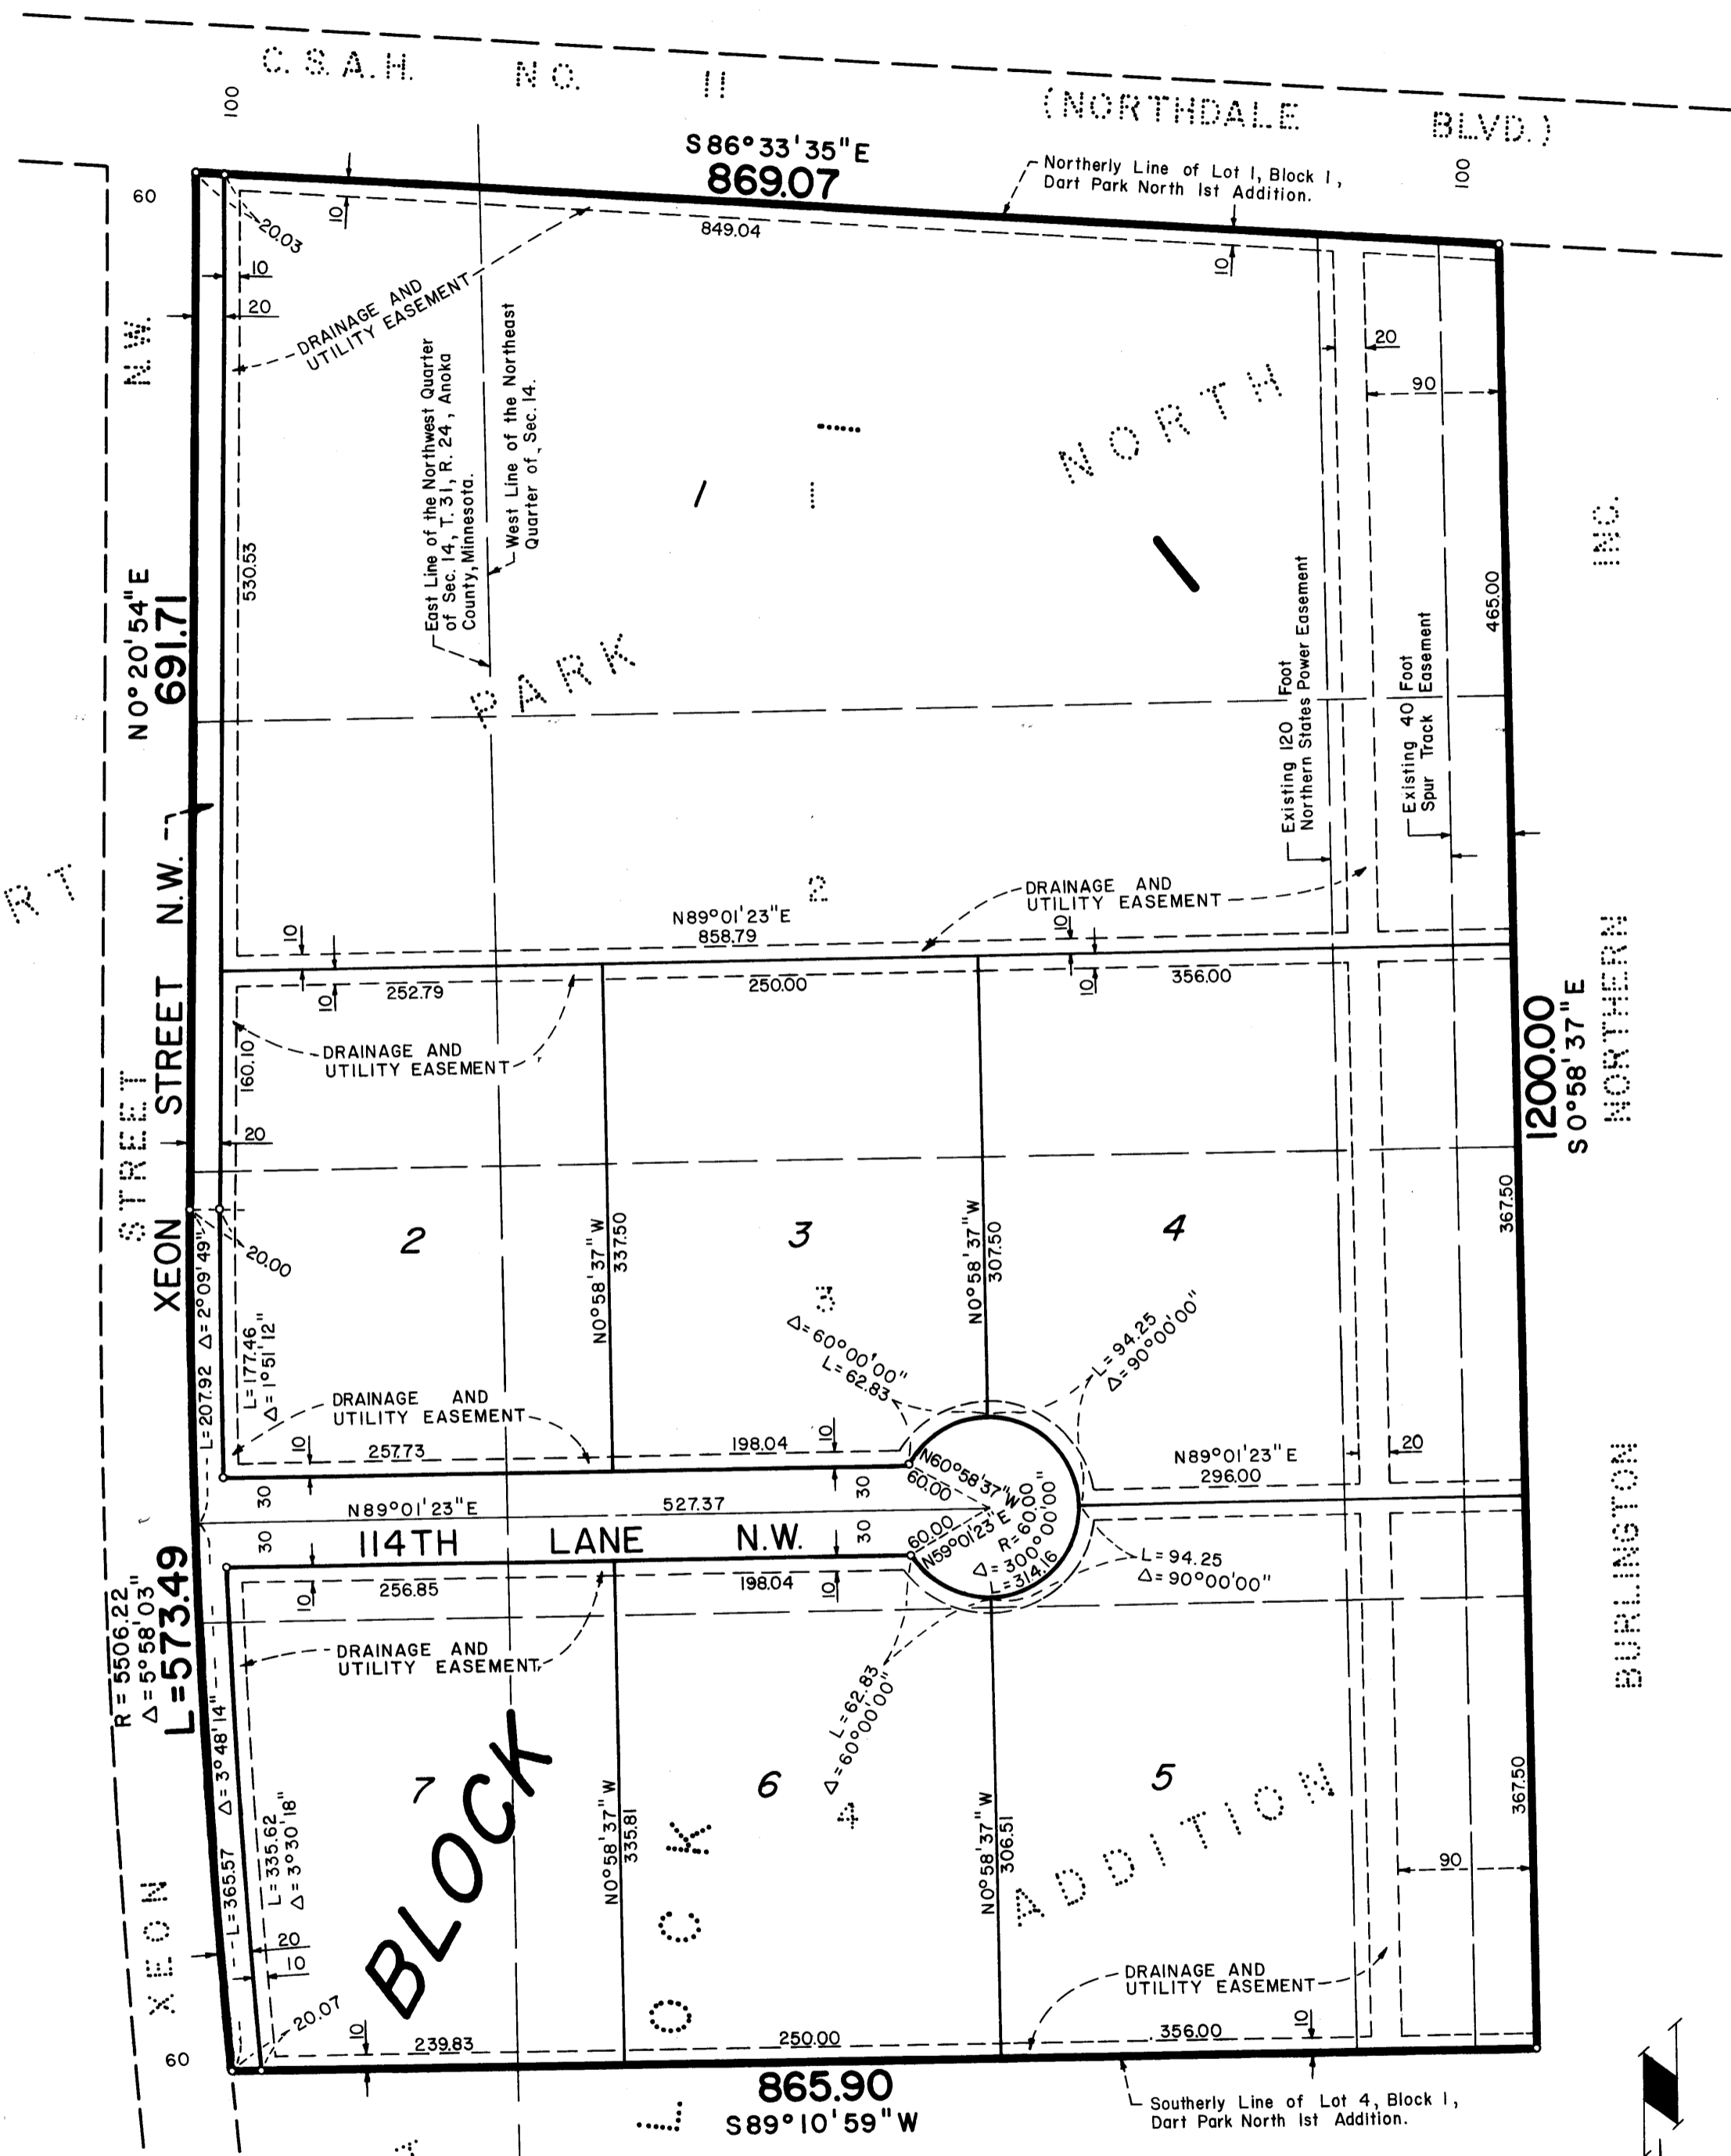 C. S. A. H. NO. 11 (NORTHDALE BLVD.)
100
100
60
S 86°33'35"E
869.07
Northerly Line of Lot 1, Block 1,
Dart Park North 1st Addition.
849.04
10
10
20.03
10
20
DRAINAGE AND
UTILITY EASEMENT
East Line of the Northwest Quarter
of Sec. 14, T. 31, R. 24, Anoka
County, Minnesota.
West Line of the Northeast
Quarter of Sec. 14.
N.W.
530.53
N 0°20'54"E
691.71
PARK
NORTH
1
1
20
90
INC.
465.00
Existing 120 Foot
Northern States Power Easement
Existing 40 Foot
Spur Track Easement
RT
XEON STREET N.W.
STREET
2
N89°01'23"E
858.79
DRAINAGE AND
UTILITY EASEMENT
10
10
10
10
252.79
250.00
356.00
160.10
DRAINAGE AND
UTILITY EASEMENT
20
1200.00
S 0°58'37"E
NORTHERN
367.50
2
3
4
N0°58'37"W
337.50
N0°58'37"W
307.50
20.00
L=207.92 Δ=2°09'49"
L=177.46
Δ=1°51'12"
3
Δ=60°00'00"
L=62.83
L=94.25
Δ=90°00'00"
DRAINAGE AND
UTILITY EASEMENT
10
257.73
198.04
10
N89°01'23"E
296.00
20
30
30
N89°01'23"E
527.37
N60°58'37"W
60.00
60.00
N59°01'23"E
R=60.00
Δ=300°00'00"
L=314.16
114TH LANE N.W.
30
30
L=94.25
Δ=90°00'00"
10
256.85
198.04
10
DRAINAGE AND
UTILITY EASEMENT
BURLINGTON
R = 5506.22
Δ = 5°58'03"
L=573.49
L=62.83
Δ=60°00'00"
4
7
6
5
L=365.57 Δ=3°48'14"
L=335.62
Δ=3°30'18"
BLOCK
N0°58'37"W
335.81
N0°58'37"W
306.51
367.50
ADDITION
L O C K
XEON
90
20
10
20.07
DRAINAGE AND
UTILITY EASEMENT
10
239.83
250.00
356.00
10
60
865.90
S89°10'59"W
Southerly Line of Lot 4, Block 1,
Dart Park North 1st Addition.